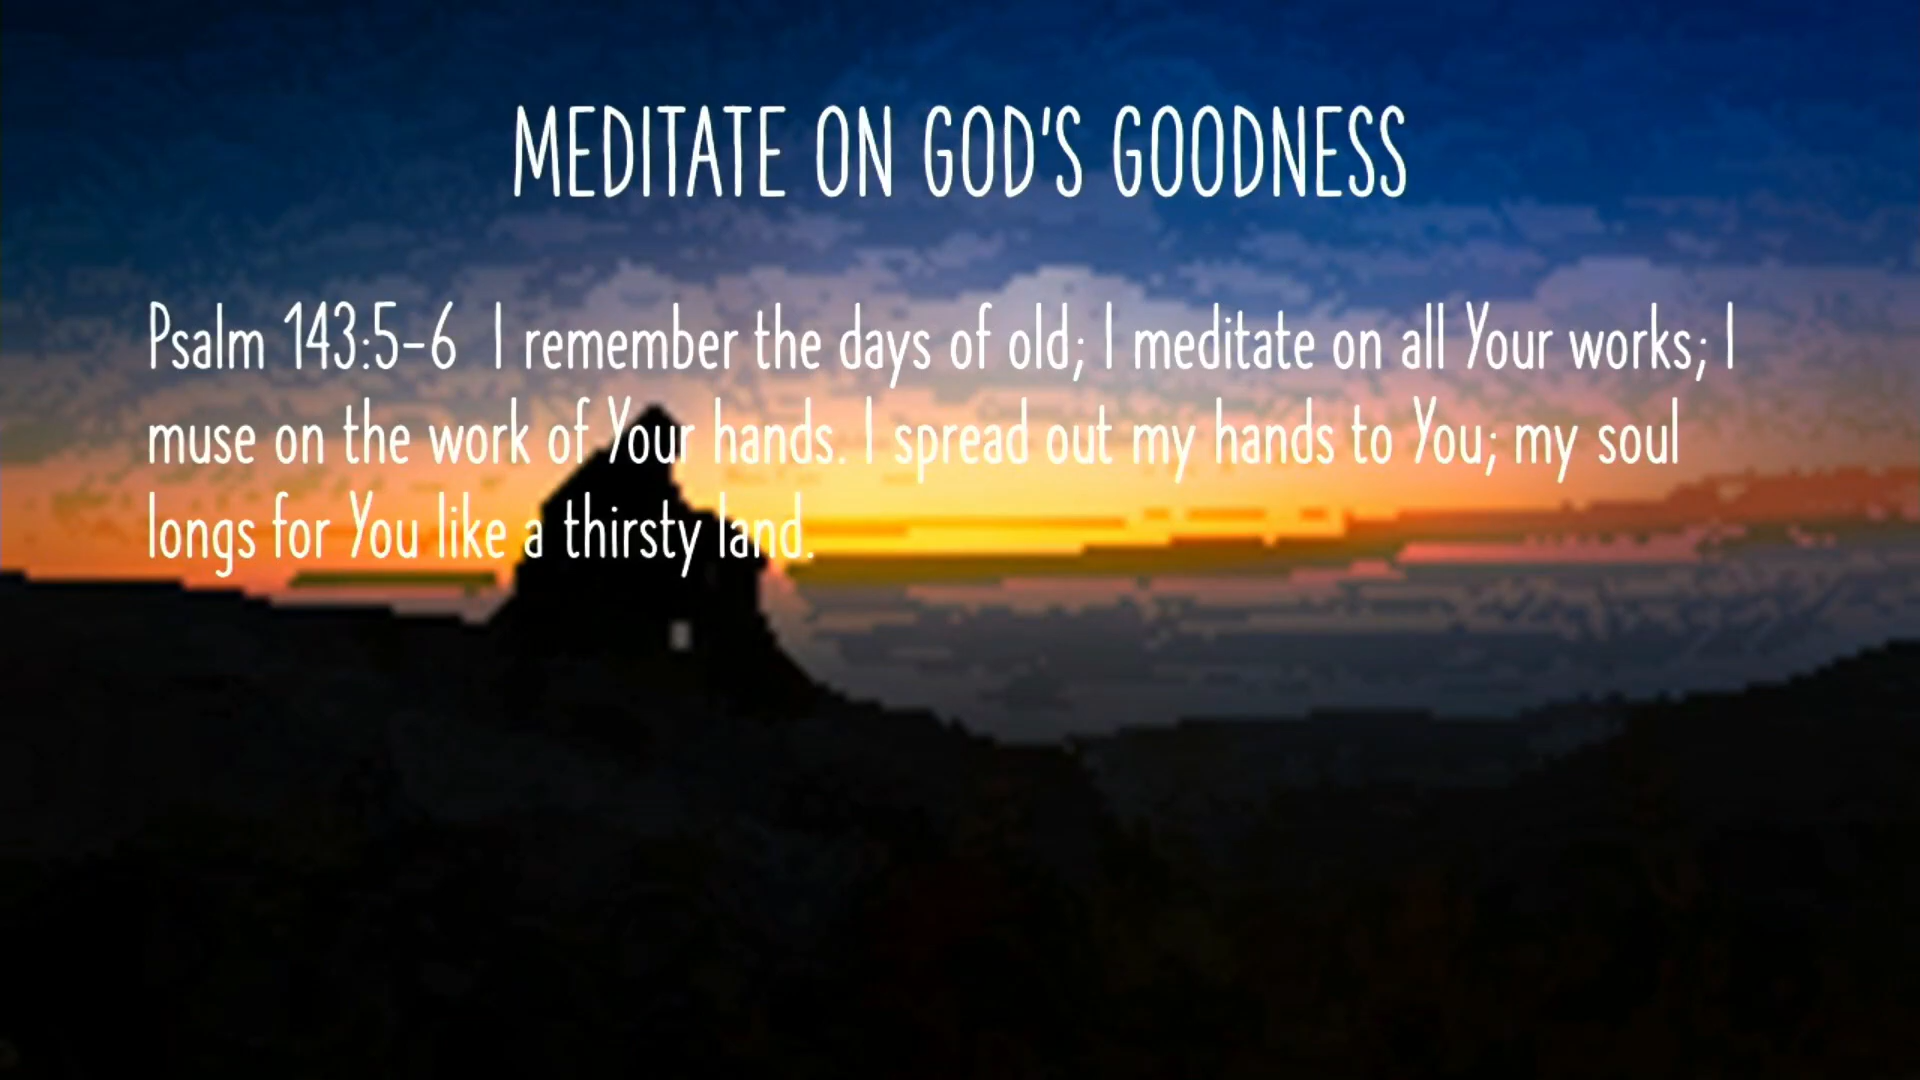 MEDITATE ON GOD'S GOODNESS
Psalm 143:5-6  I remember the days of old; I meditate on all Your works; I
muse on the work of Your hands. I spread out my hands to You; my soul
longs for You like a thirsty land.